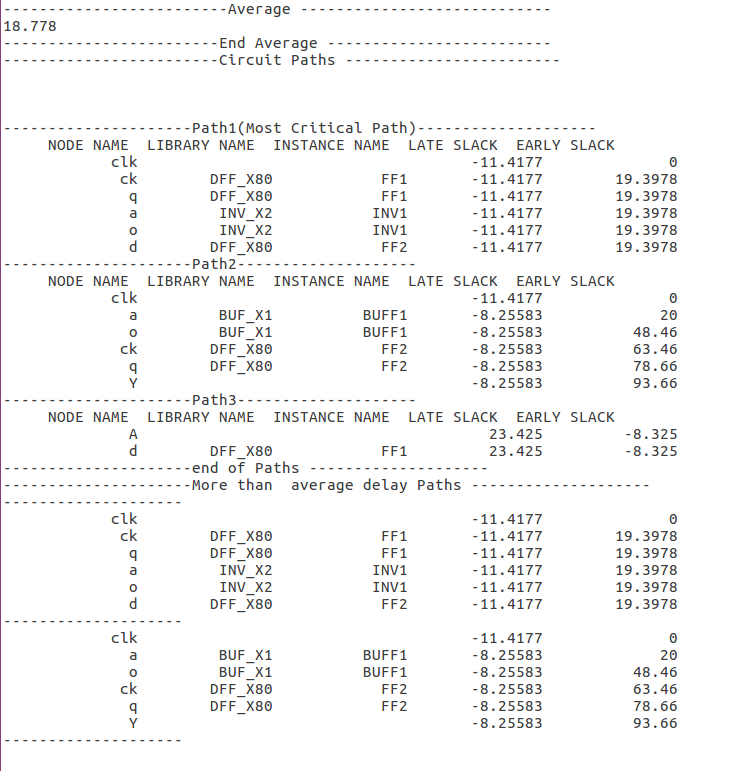 -------------------------Average ----------------------------
18.778
------------------------End Average -------------------------
------------------------Circuit Paths ------------------------
---------------------Path1(Most Critical Path)--------------------
     NODE NAME  LIBRARY NAME  INSTANCE NAME  LATE SLACK  EARLY SLACK
            clk                                     -11.4177              0
             ck        DFF_X80            FF1       -11.4177        19.3978
              q        DFF_X80            FF1       -11.4177        19.3978
              a         INV_X2           INV1       -11.4177        19.3978
              o         INV_X2           INV1       -11.4177        19.3978
              d        DFF_X80            FF2       -11.4177        19.3978
---------------------Path2--------------------
     NODE NAME  LIBRARY NAME  INSTANCE NAME  LATE SLACK  EARLY SLACK
            clk                                     -11.4177              0
              a         BUF_X1          BUFF1       -8.25583             20
              o         BUF_X1          BUFF1       -8.25583          48.46
             ck        DFF_X80            FF2       -8.25583          63.46
              q        DFF_X80            FF2       -8.25583          78.66
              Y                                     -8.25583          93.66
---------------------Path3--------------------
     NODE NAME  LIBRARY NAME  INSTANCE NAME  LATE SLACK  EARLY SLACK
              A                                       23.425         -8.325
              d        DFF_X80            FF1         23.425         -8.325
---------------------end of Paths --------------------
---------------------More than  average delay Paths --------------------
--------------------
            clk                                     -11.4177              0
             ck        DFF_X80            FF1       -11.4177        19.3978
              q        DFF_X80            FF1       -11.4177        19.3978
              a         INV_X2           INV1       -11.4177        19.3978
              o         INV_X2           INV1       -11.4177        19.3978
              d        DFF_X80            FF2       -11.4177        19.3978
--------------------
            clk                                     -11.4177              0
              a         BUF_X1          BUFF1       -8.25583             20
              o         BUF_X1          BUFF1       -8.25583          48.46
             ck        DFF_X80            FF2       -8.25583          63.46
              q        DFF_X80            FF2       -8.25583          78.66
              Y                                     -8.25583          93.66
--------------------